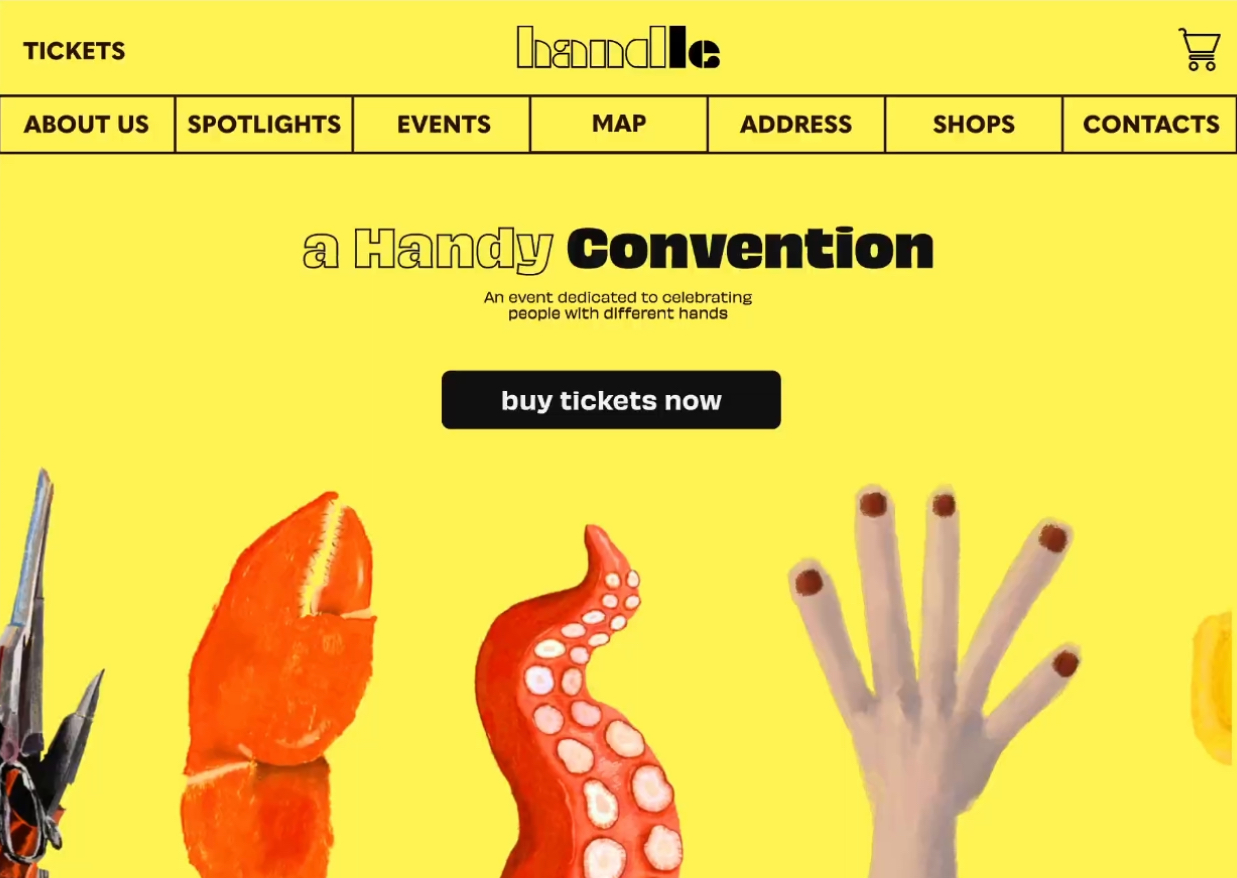 TICKETS
handle
ABOUT US
SPOTLIGHTS
EVENTS
MAP
ADDRESS
SHOPS
CONTACTS
a Handy Convention
An event dedicated to celebrating
people with different hands
buy tickets now